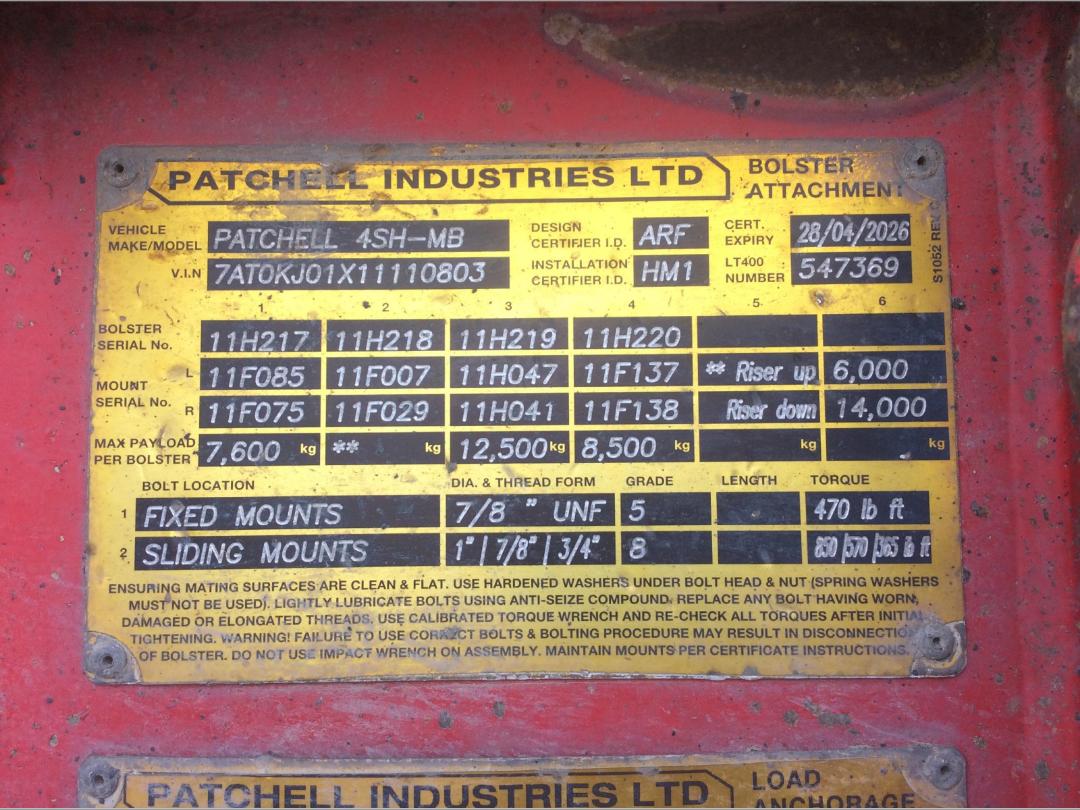 PATCHELL INDUSTRIES LTD BOLSTER ATTACHMENT
VEHICLE MAKE/MODEL PATCHELL 4SH-MB DESIGN CERTIFIER I.D. ARF CERT. EXPIRY 28/04/2026
V.I.N 7AT0KJ01X11110803 INSTALLATION CERTIFIER I.D. HM1 LT400 NUMBER 547369
S1052 REV
1 2 3 4 5 6
BOLSTER SERIAL No. 11H217 11H218 11H219 11H220
MOUNT SERIAL No. L 11F085 11F007 11H047 11F137 ** Riser up 6,000
R 11F075 11F029 11H041 11F138 Riser down 14,000
MAX PAYLOAD PER BOLSTER 7,600 kg ** kg 12,500 kg 8,500 kg kg kg
BOLT LOCATION DIA. & THREAD FORM GRADE LENGTH TORQUE
1 FIXED MOUNTS 7/8 " UNF 5 470 lb ft
2 SLIDING MOUNTS 1"|7/8"|3/4" 8 850|570|365 lb ft
ENSURING MATING SURFACES ARE CLEAN & FLAT. USE HARDENED WASHERS UNDER BOLT HEAD & NUT (SPRING WASHERS
MUST NOT BE USED). LIGHTLY LUBRICATE BOLTS USING ANTI-SEIZE COMPOUND. REPLACE ANY BOLT HAVING WORN,
DAMAGED OR ELONGATED THREADS. USE CALIBRATED TORQUE WRENCH AND RE-CHECK ALL TORQUES AFTER INITIAL
TIGHTENING. WARNING! FAILURE TO USE CORRECT BOLTS & BOLTING PROCEDURE MAY RESULT IN DISCONNECTION
OF BOLSTER. DO NOT USE IMPACT WRENCH ON ASSEMBLY. MAINTAIN MOUNTS PER CERTIFICATE INSTRUCTIONS.
PATCHELL INDUSTRIES LTD LOAD ANCHORAGE